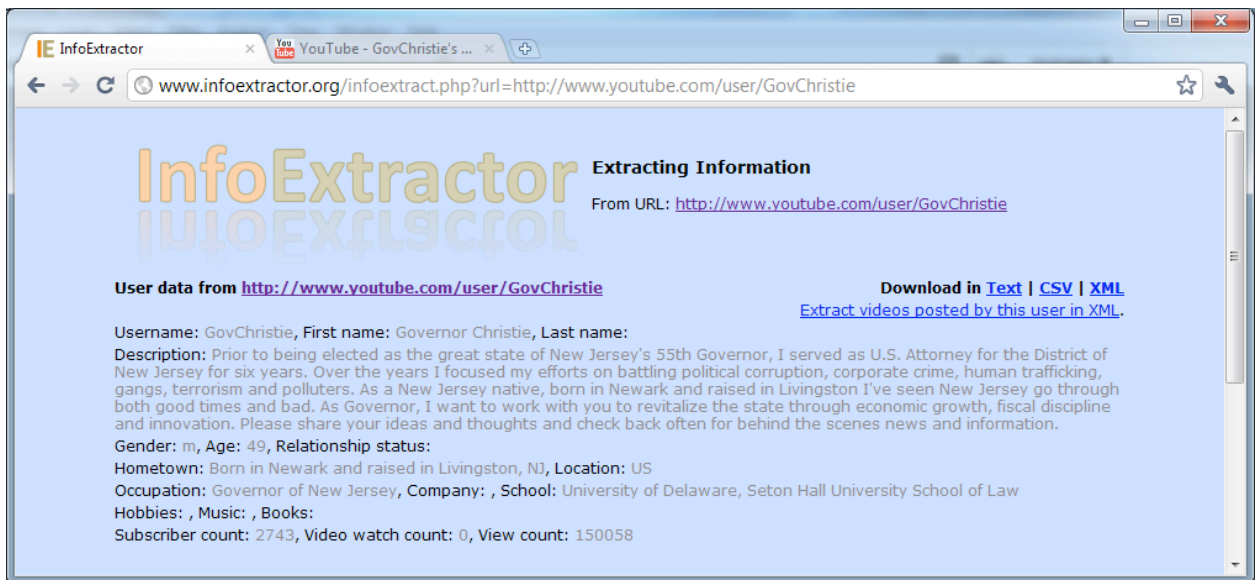 InfoExtractor
YouTube - GovChristie's ...
www.infoextractor.org/infoextract.php?url=http://www.youtube.com/user/GovChristie
InfoExtractor
Extracting Information
From URL: http://www.youtube.com/user/GovChristie
User data from http://www.youtube.com/user/GovChristie
Download in Text | CSV | XML
Extract videos posted by this user in XML.
Username: GovChristie, First name: Governor Christie, Last name:
Description: Prior to being elected as the great state of New Jersey's 55th Governor, I served as U.S. Attorney for the District of
New Jersey for six years. Over the years I focused my efforts on battling political corruption, corporate crime, human trafficking,
gangs, terrorism and polluters. As a New Jersey native, born in Newark and raised in Livingston I've seen New Jersey go through
both good times and bad. As Governor, I want to work with you to revitalize the state through economic growth, fiscal discipline
and innovation. Please share your ideas and thoughts and check back often for behind the scenes news and information.
Gender: m, Age: 49, Relationship status:
Hometown: Born in Newark and raised in Livingston, NJ, Location: US
Occupation: Governor of New Jersey, Company: , School: University of Delaware, Seton Hall University School of Law
Hobbies: , Music: , Books:
Subscriber count: 2743, Video watch count: 0, View count: 150058